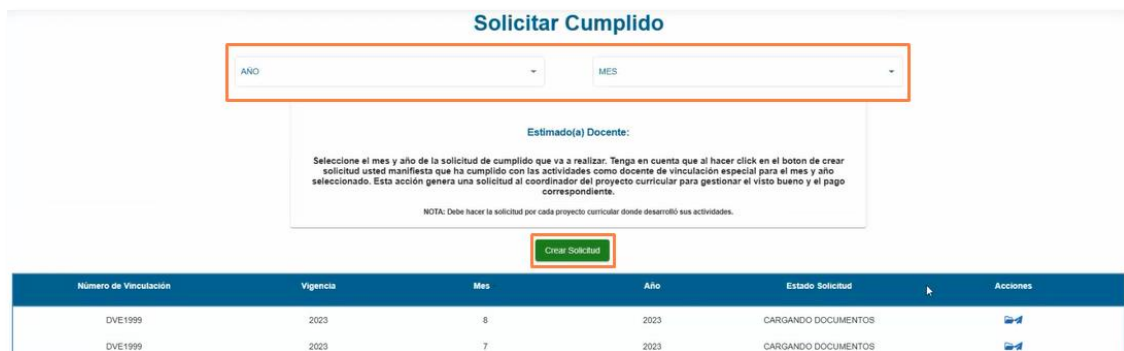 Solicitar Cumplido
AÑO MES
Estimado(a) Docente:
Seleccione el mes y año de la solicitud de cumplido que va a realizar. Tenga en cuenta que al hacer click en el boton de crear
solicitud usted manifiesta que ha cumplido con las actividades como docente de vinculación especial para el mes y año
seleccionado. Esta acción genera una solicitud al coordinador del proyecto curricular para gestionar el visto bueno y el pago
correspondiente.
NOTA: Debe hacer la solicitud por cada proyecto curricular donde desarrolló sus actividades.
Crear Solicitud
Número de Vinculación Vigencia Mes Año Estado Solicitud Acciones
DVE1999 2023 8 2023 CARGANDO DOCUMENTOS
DVE1999 2023 7 2023 CARGANDO DOCUMENTOS